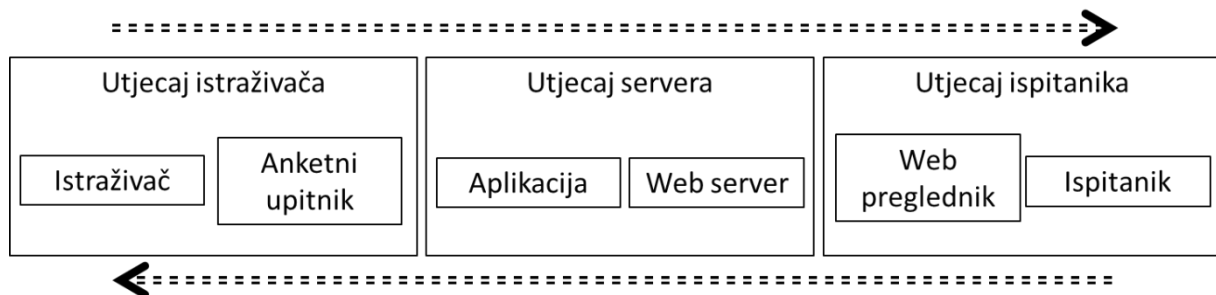 Utjecaj istraživača
Istraživač
Anketni
upitnik
Utjecaj servera
Aplikacija
Web server
Utjecaj ispitanika
Web
preglednik
Ispitanik